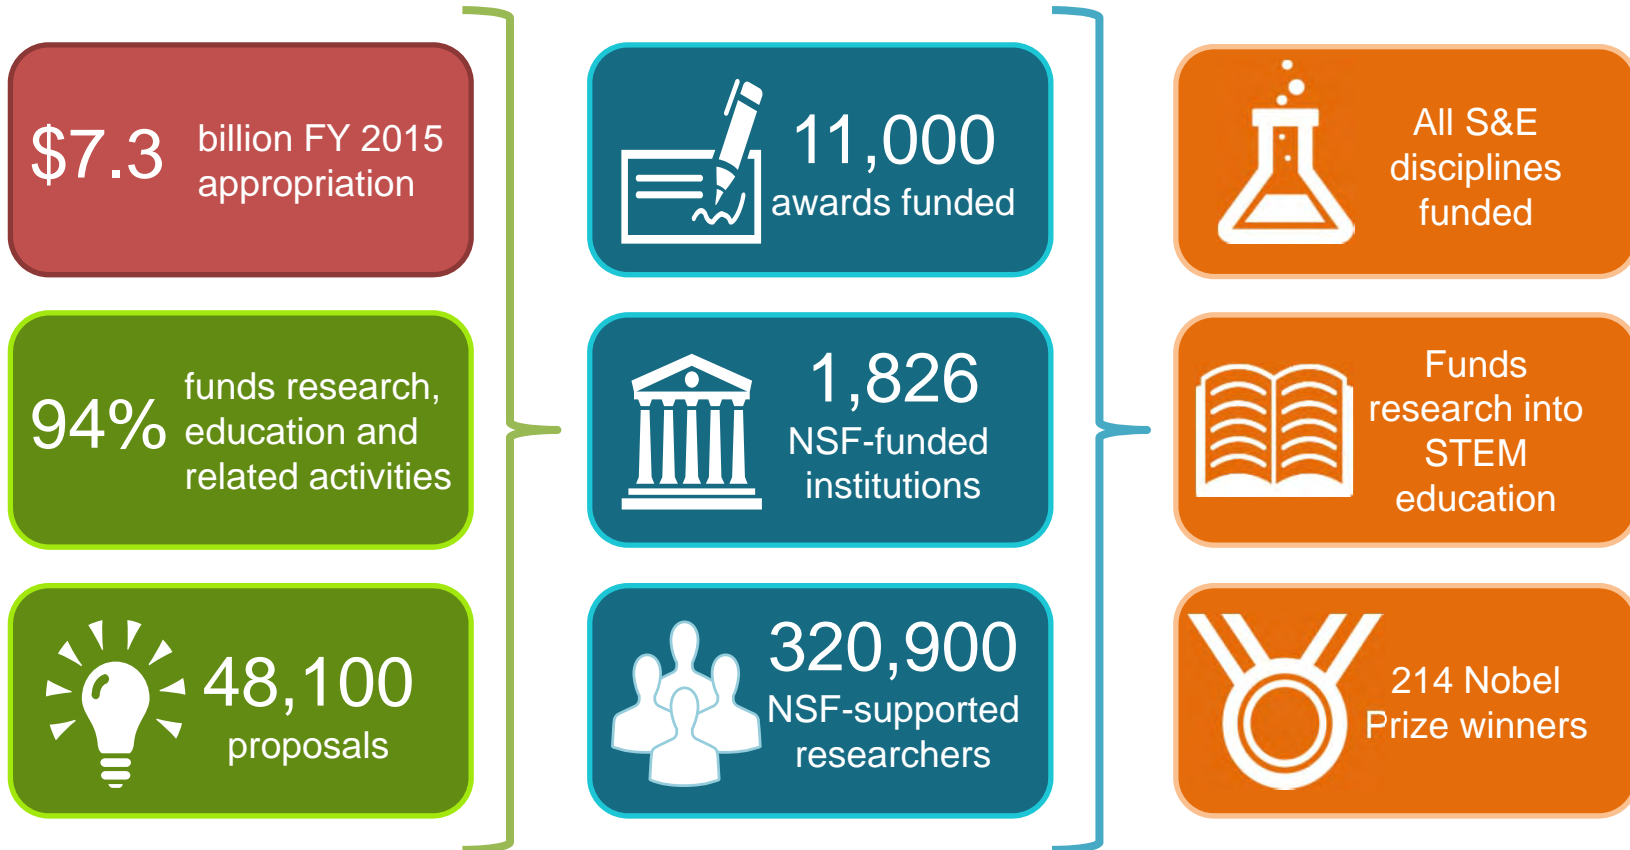 $7.3
billion FY 2015
appropriation
94%
funds research,
education and
related activities
48,100
proposals
11,000
awards funded
1,826
NSF-funded
institutions
320,900
NSF-supported
researchers
All S&E
disciplines
funded
Funds
research into
STEM
education
214 Nobel
Prize winners